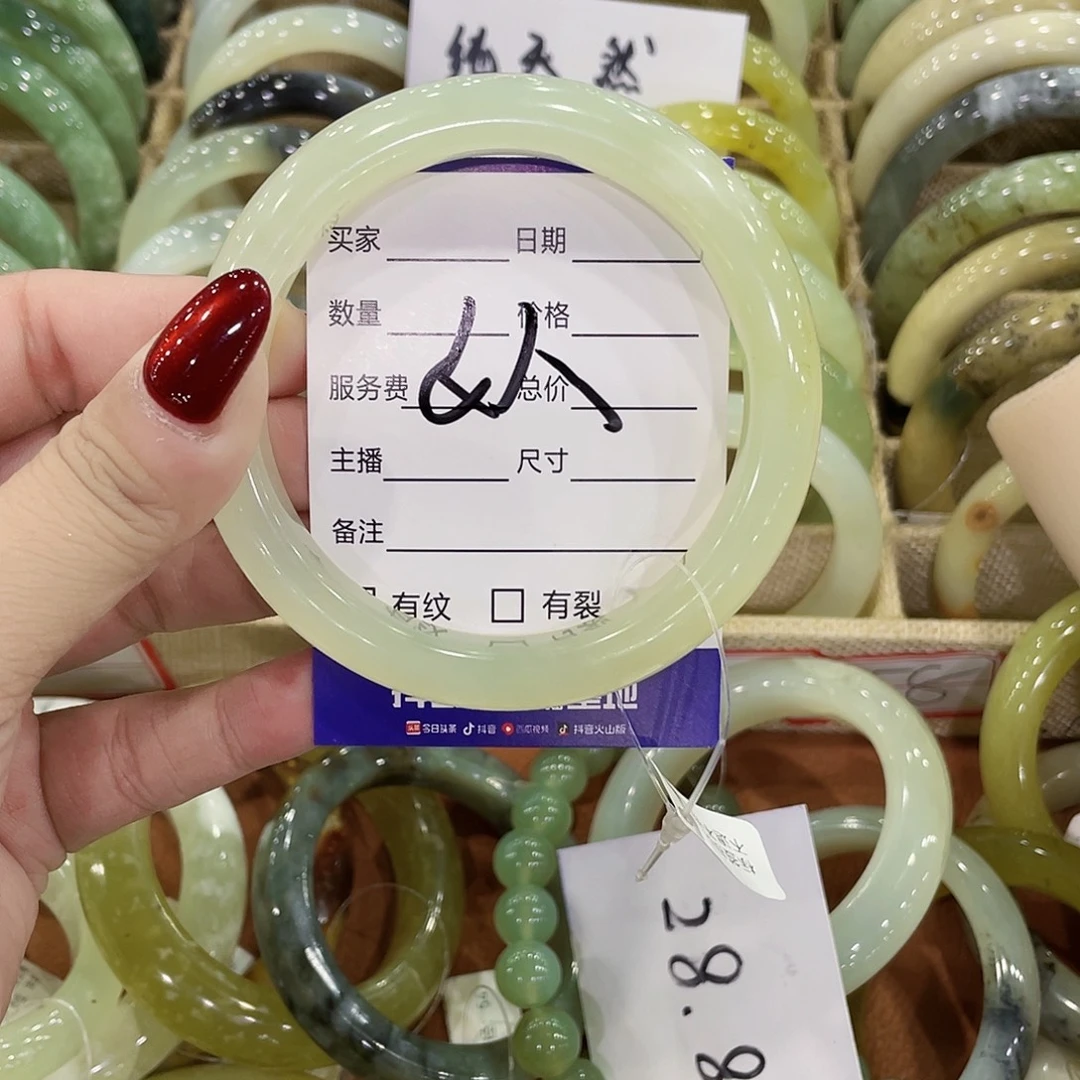 纯天然
买家 日期
数量 价格
服务费 总价
主播 尺寸
备注
有纹 有裂
今日头条 抖音 西瓜视频 抖音火山版
28.8